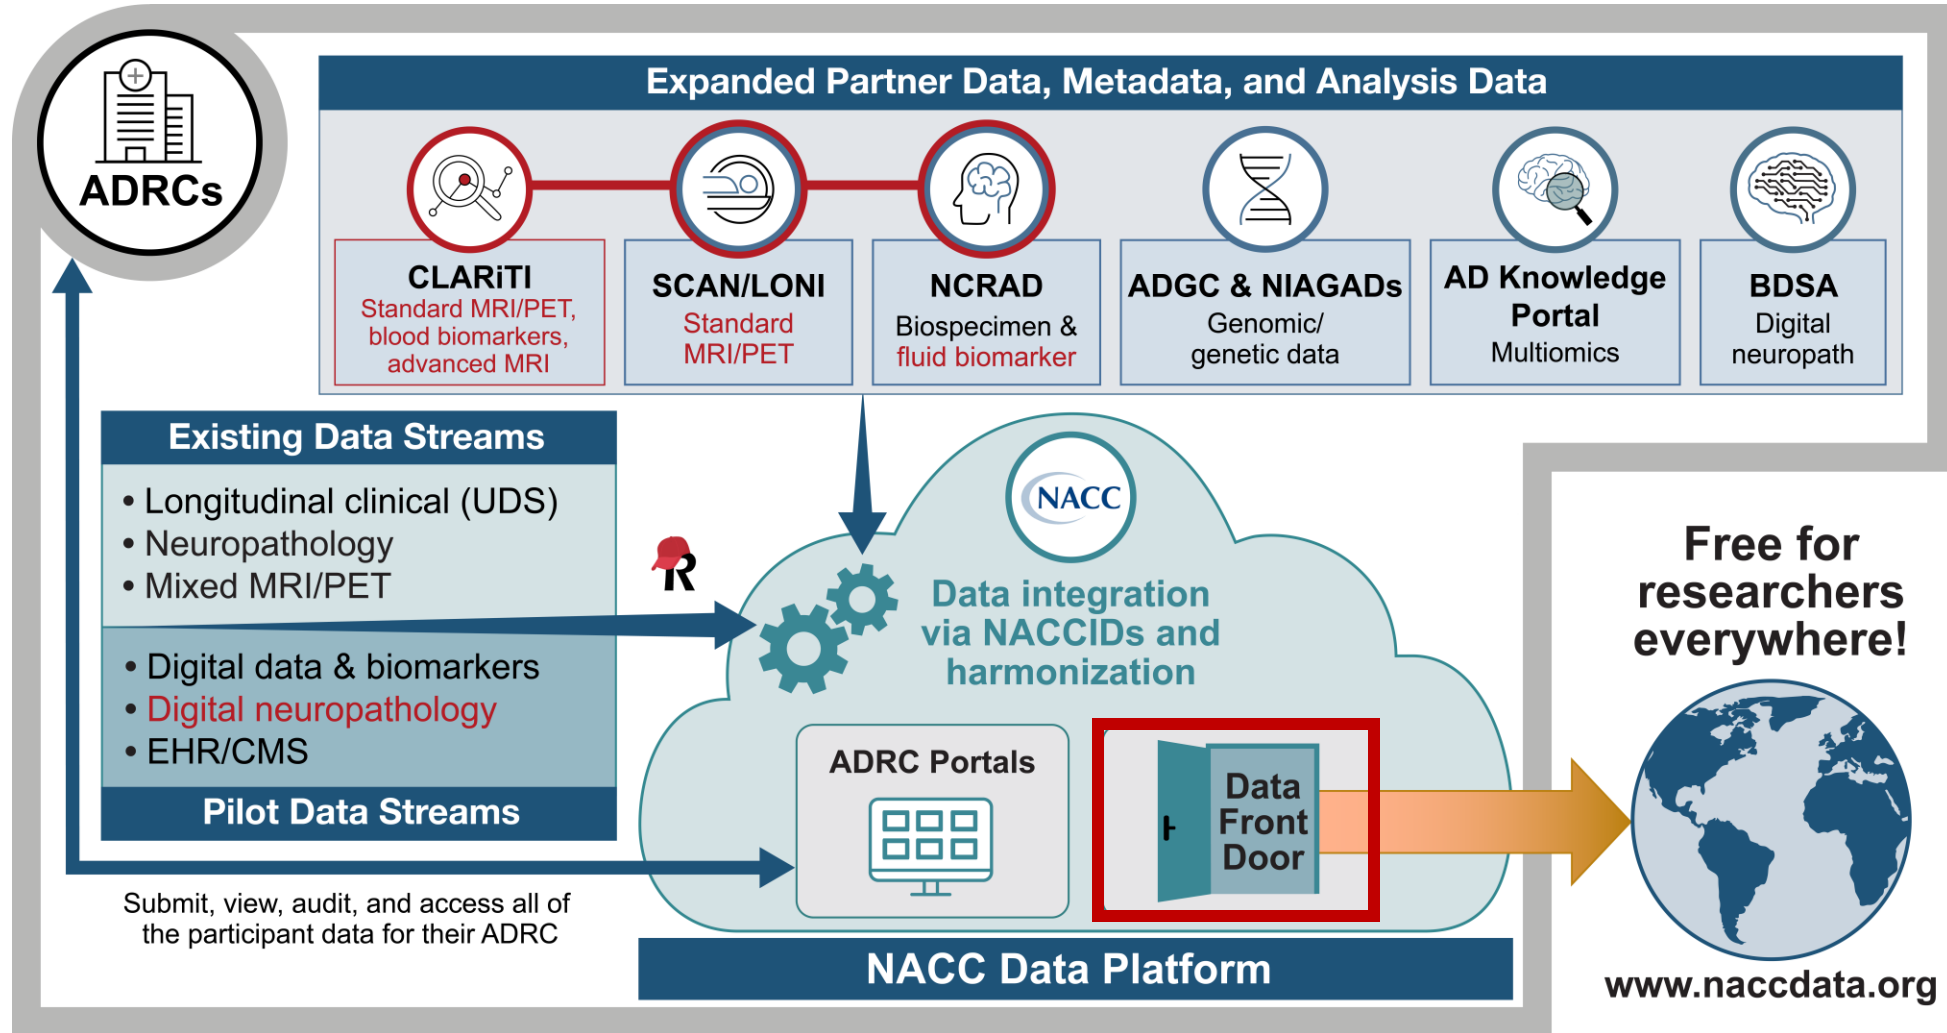 ADRCs
Expanded Partner Data, Metadata, and Analysis Data
CLARiTI
Standard MRI/PET,
blood biomarkers,
advanced MRI
SCAN/LONI
Standard
MRI/PET
NCRAD
Biospecimen &
fluid biomarker
ADGC & NIAGADs
Genomic/
genetic data
AD Knowledge
Portal
Multiomics
BDSA
Digital
neuropath
Existing Data Streams
• Longitudinal clinical (UDS)
• Neuropathology
• Mixed MRI/PET
• Digital data & biomarkers
• Digital neuropathology
• EHR/CMS
Pilot Data Streams
R
Submit, view, audit, and access all of
the participant data for their ADRC
NACC
Data integration
via NACCIDs and
harmonization
ADRC Portals
Data
Front
Door
NACC Data Platform
Free for
researchers
everywhere!
www.naccdata.org